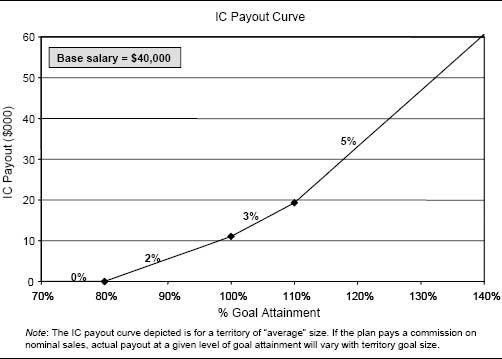 IC Payout Curve
60
Base salary = $40,000
50
40
30
20
10
0
IC Payout ($000)
0%
2%
3%
5%
70% 80% 90% 100% 110% 120% 130% 140%
% Goal Attainment
Note: The IC payout curve depicted is for a territory of "average" size. If the plan pays a commission on
nominal sales, actual payout at a given level of goal attainment will vary with territory goal size.